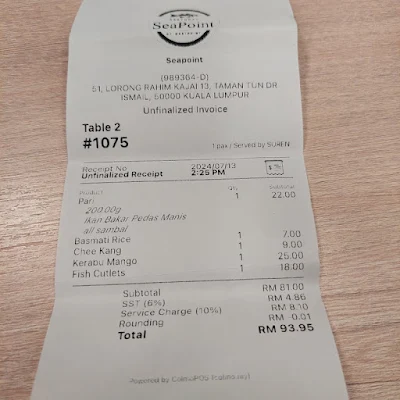 SeaPoint
Seapoint
(989304-D)
51, LORONG RAHIM KAJAI 13, TAMAN TUN DR
ISMAIL, 60000 KUALA LUMPUR
Unfinalized Invoice
Table 2
#1075
1 pax / Served by SUREN
Receipt No 2024/07/13
Unfinalized Receipt 2:25 PM
Product Qty Subtotal
Pari 1 22.00
200.00g
Ikan Bakar Pedas Manis
all sambal
Basmati Rice 1 7.00
Chee Kang 1 9.00
Kerabu Mango 1 25.00
Fish Cutlets 1 18.00
Subtotal RM 81.00
SST (6%) RM 4.86
Service Charge (10%) RM 8.10
Rounding RM -0.01
Total RM 93.95